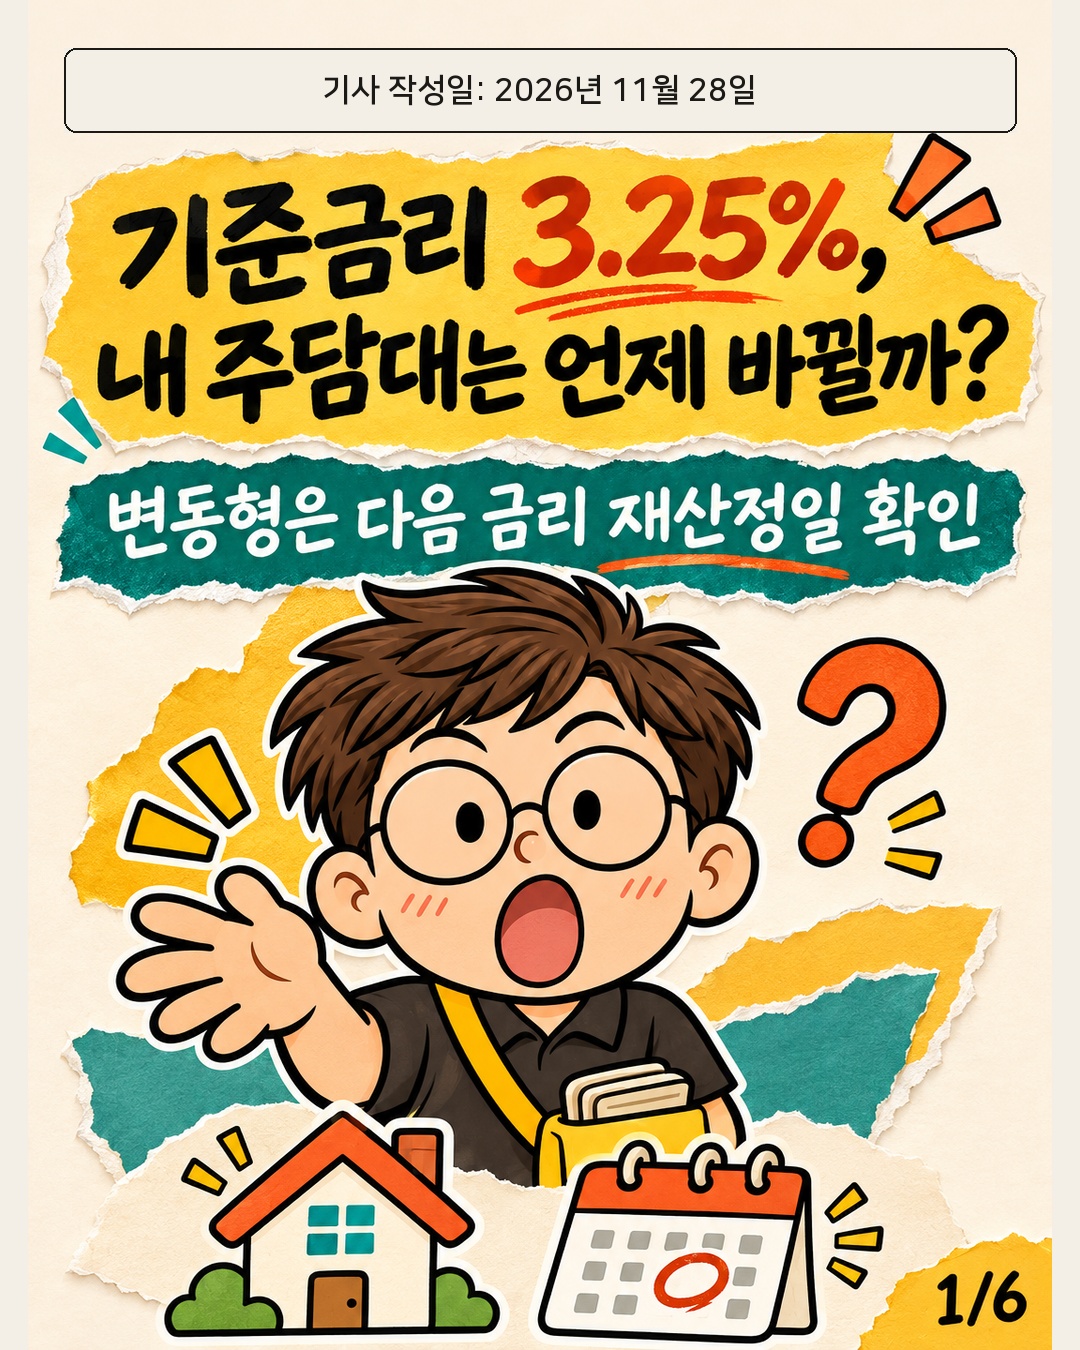 기사 작성일: 2026년 11월 28일
기준금리 3.25%,
내 주담대는 언제 바뀔까?
변동형은 다음 금리 재산정일 확인
1/6